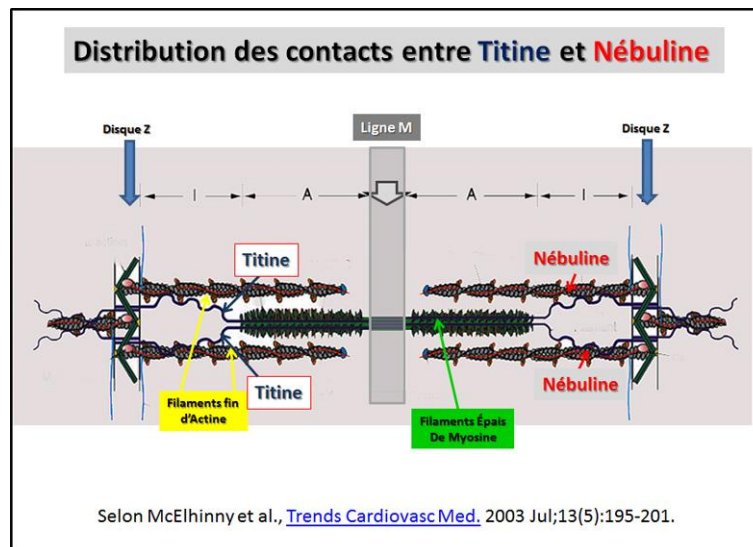 Distribution des contacts entre Titine et Nébuline
Disque Z
Ligne M
Disque Z
I
A
A
I
Titine
Nébuline
Titine
Nébuline
Filaments fin
d'Actine
Filaments Épais
De Myosine
Selon McElhinny et al., Trends Cardiovasc Med. 2003 Jul;13(5):195-201.